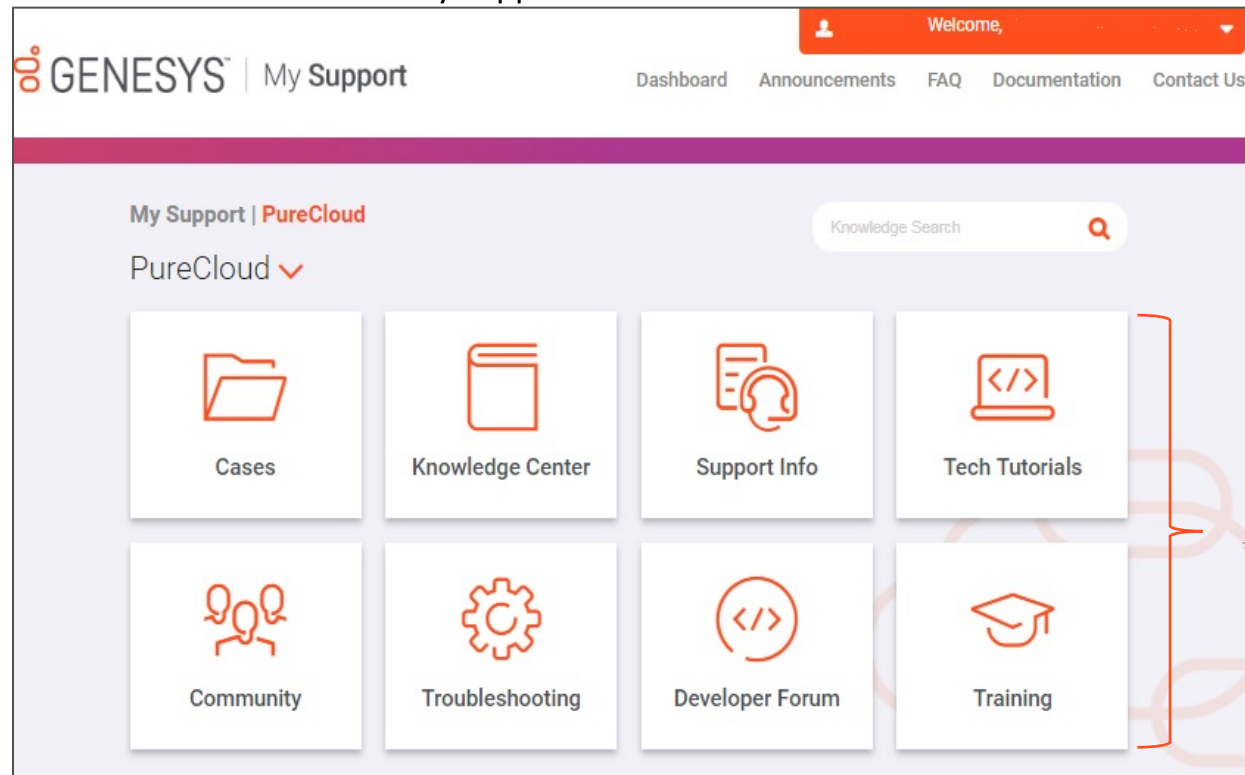 Welcome,
GENESYS™ | My Support
Dashboard Announcements FAQ Documentation Contact Us
My Support | PureCloud
Knowledge Search
PureCloud
Cases Knowledge Center Support Info Tech Tutorials
</>
Community Troubleshooting Developer Forum Training
</>